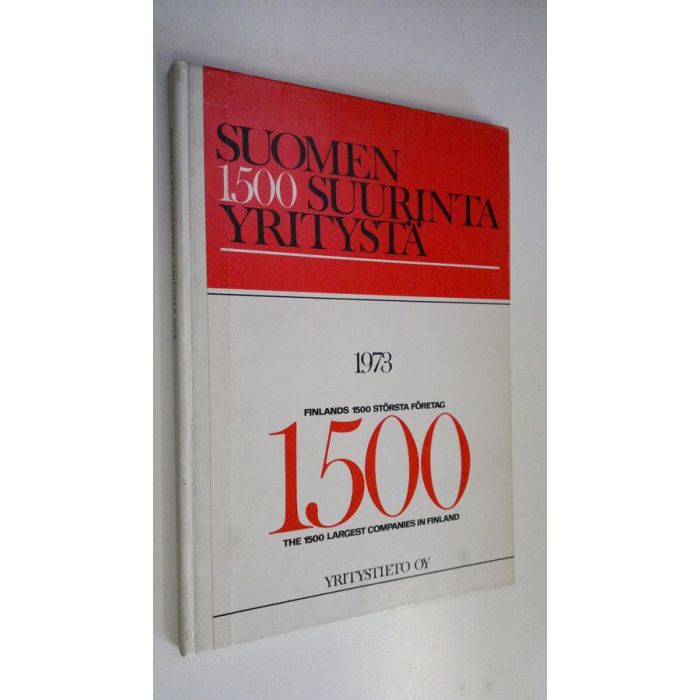 SUOMEN
1500 SUURINTA
YRITYSTÄ
1973
FINLANDS 1500 STÖRSTA FÖRETAG
1500
THE 1500 LARGEST COMPANIES IN FINLAND
YRITYSTIETO OY